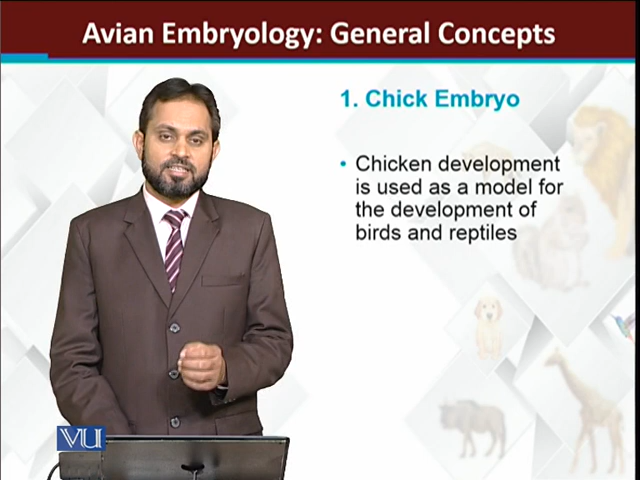 Avian Embryology: General Concepts
1. Chick Embryo
• Chicken development
is used as a model for
the development of
birds and reptiles
VU